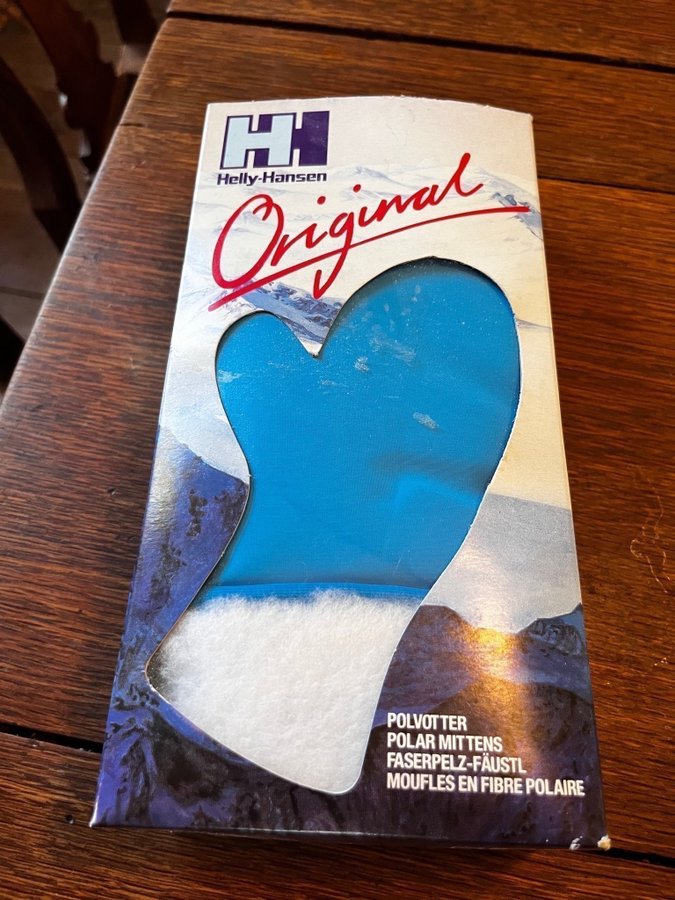 HH
Helly-Hansen
Original
POLVOTTER
POLAR MITTENS
FASERPELZ-FÄUSTL
MOUFLES EN FIBRE POLAIRE